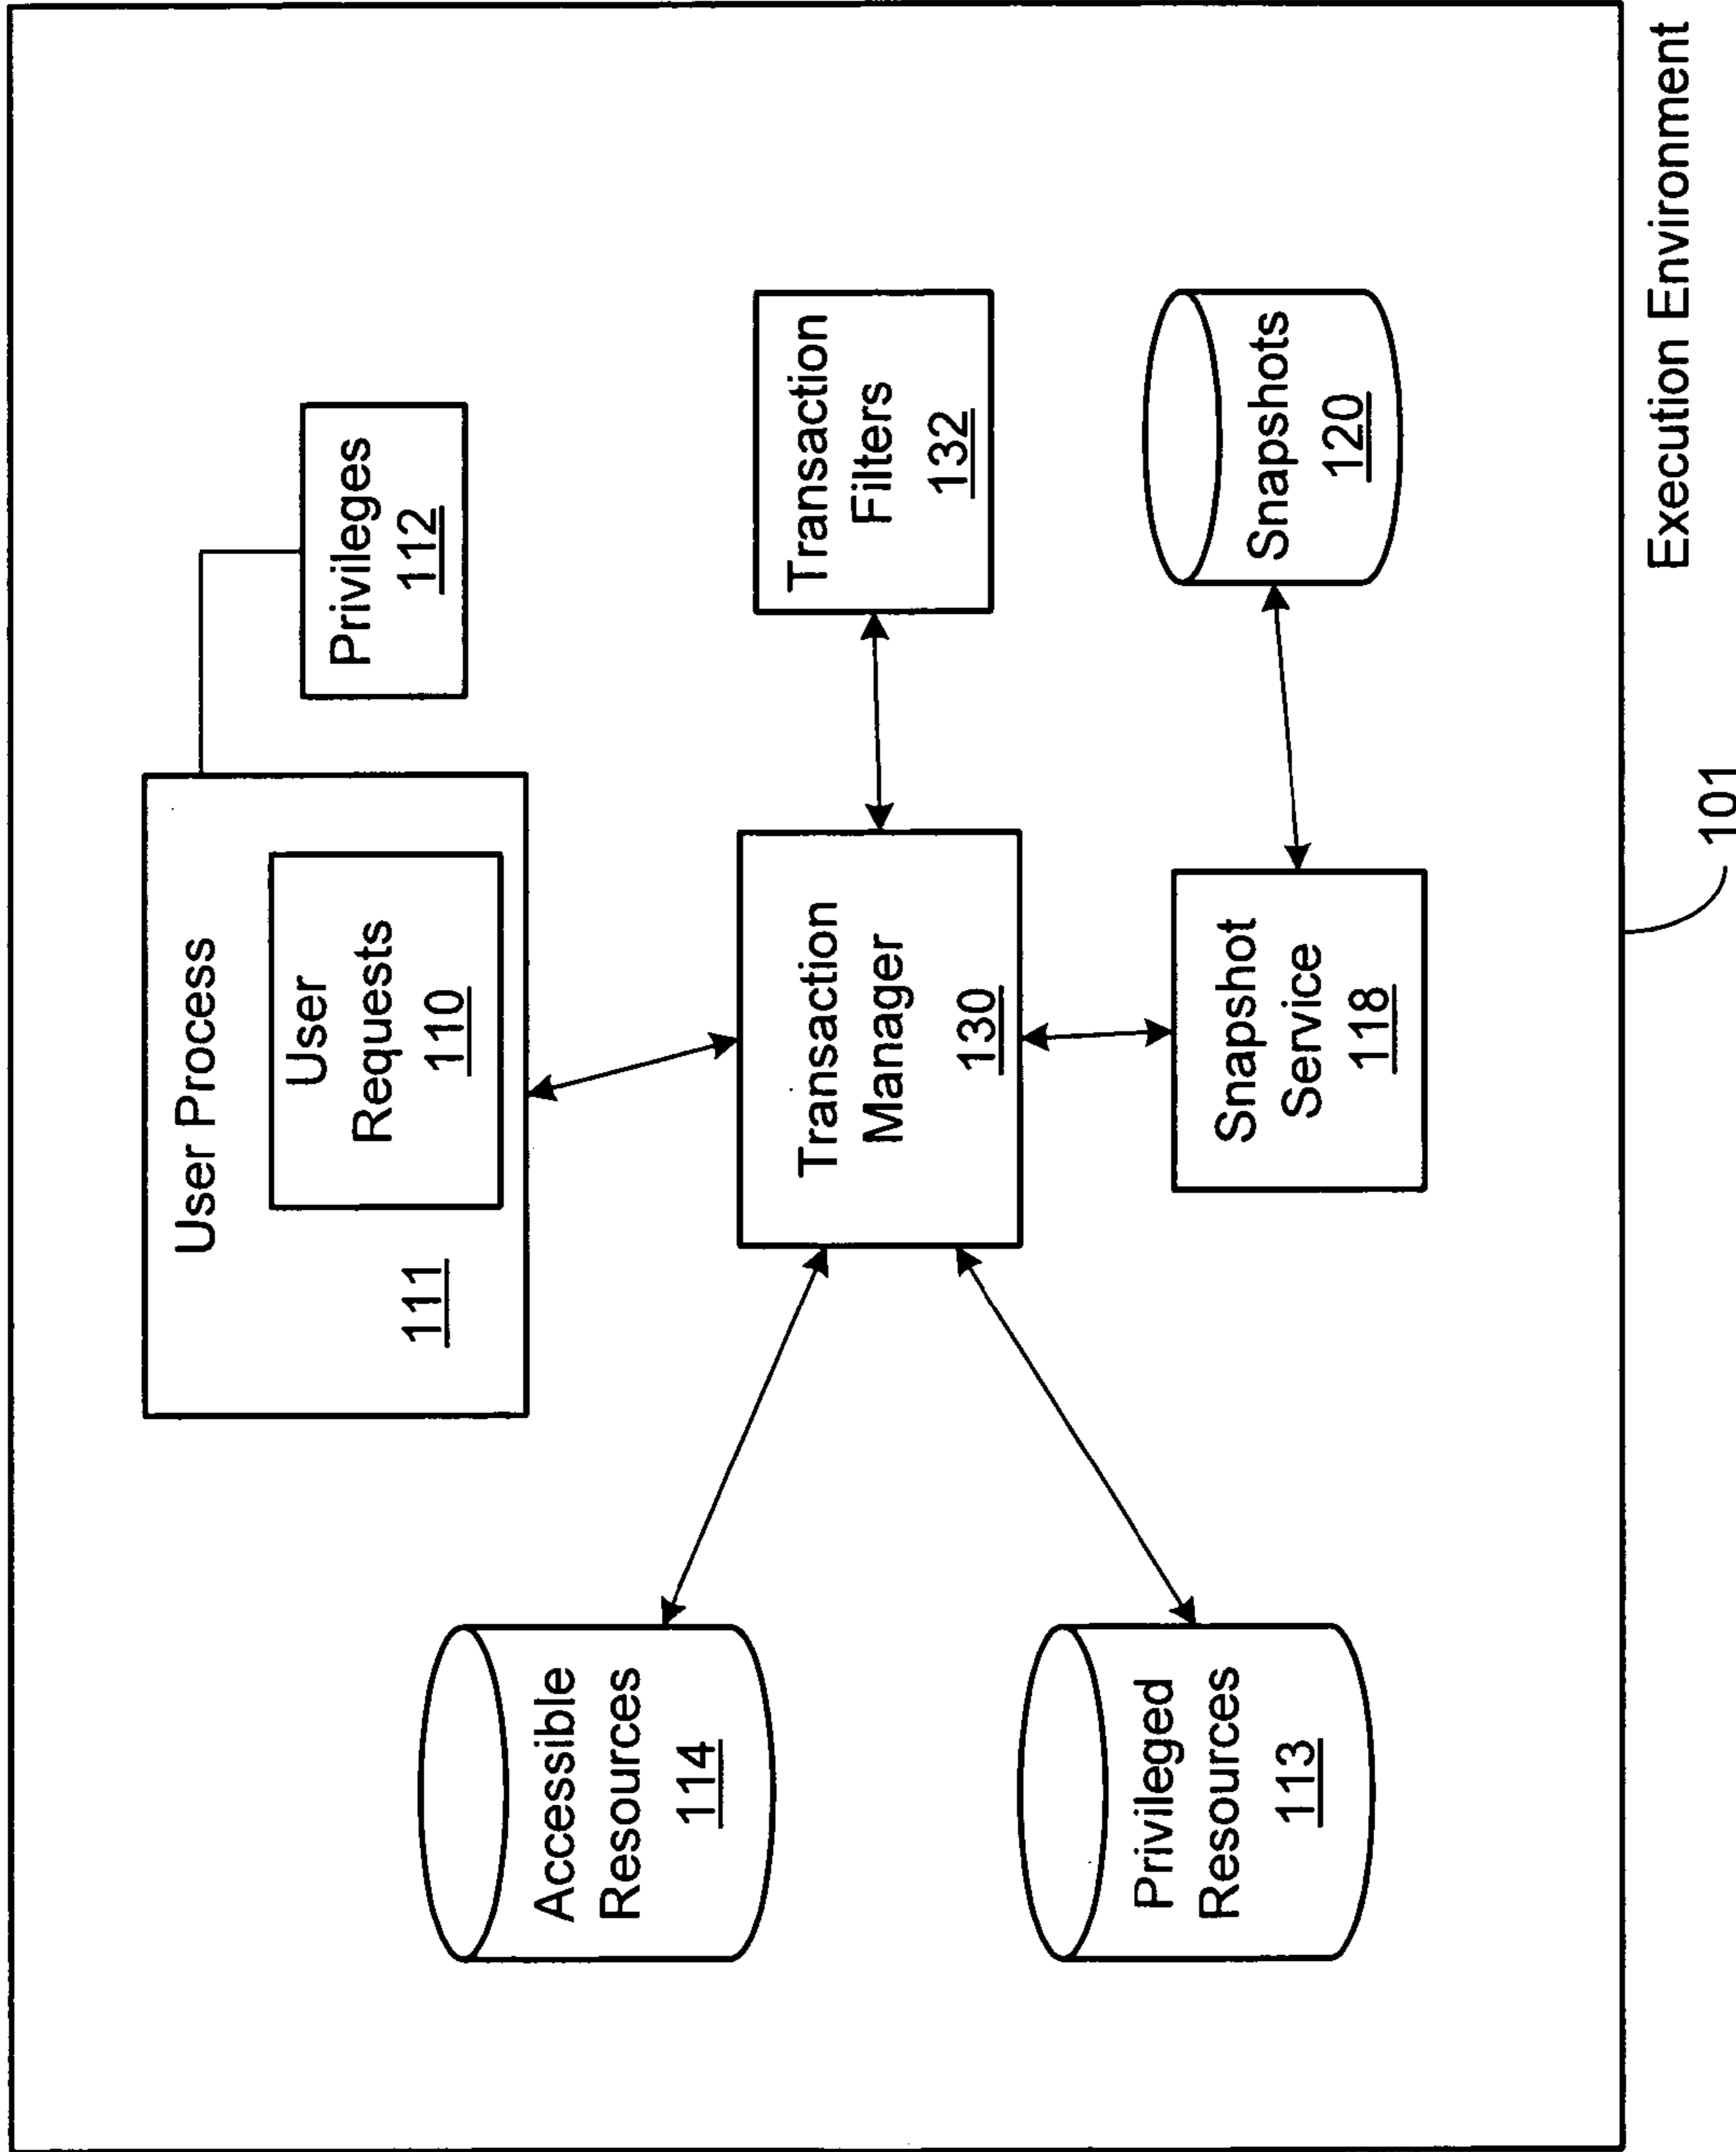 User Process
User
Requests
110
111
Privileges
112
Accessible
Resources
114
Transaction
Manager
130
Transaction
Filters
132
Privileged
Resources
113
Snapshot
Service
118
Snapshots
120
Execution Environment
101